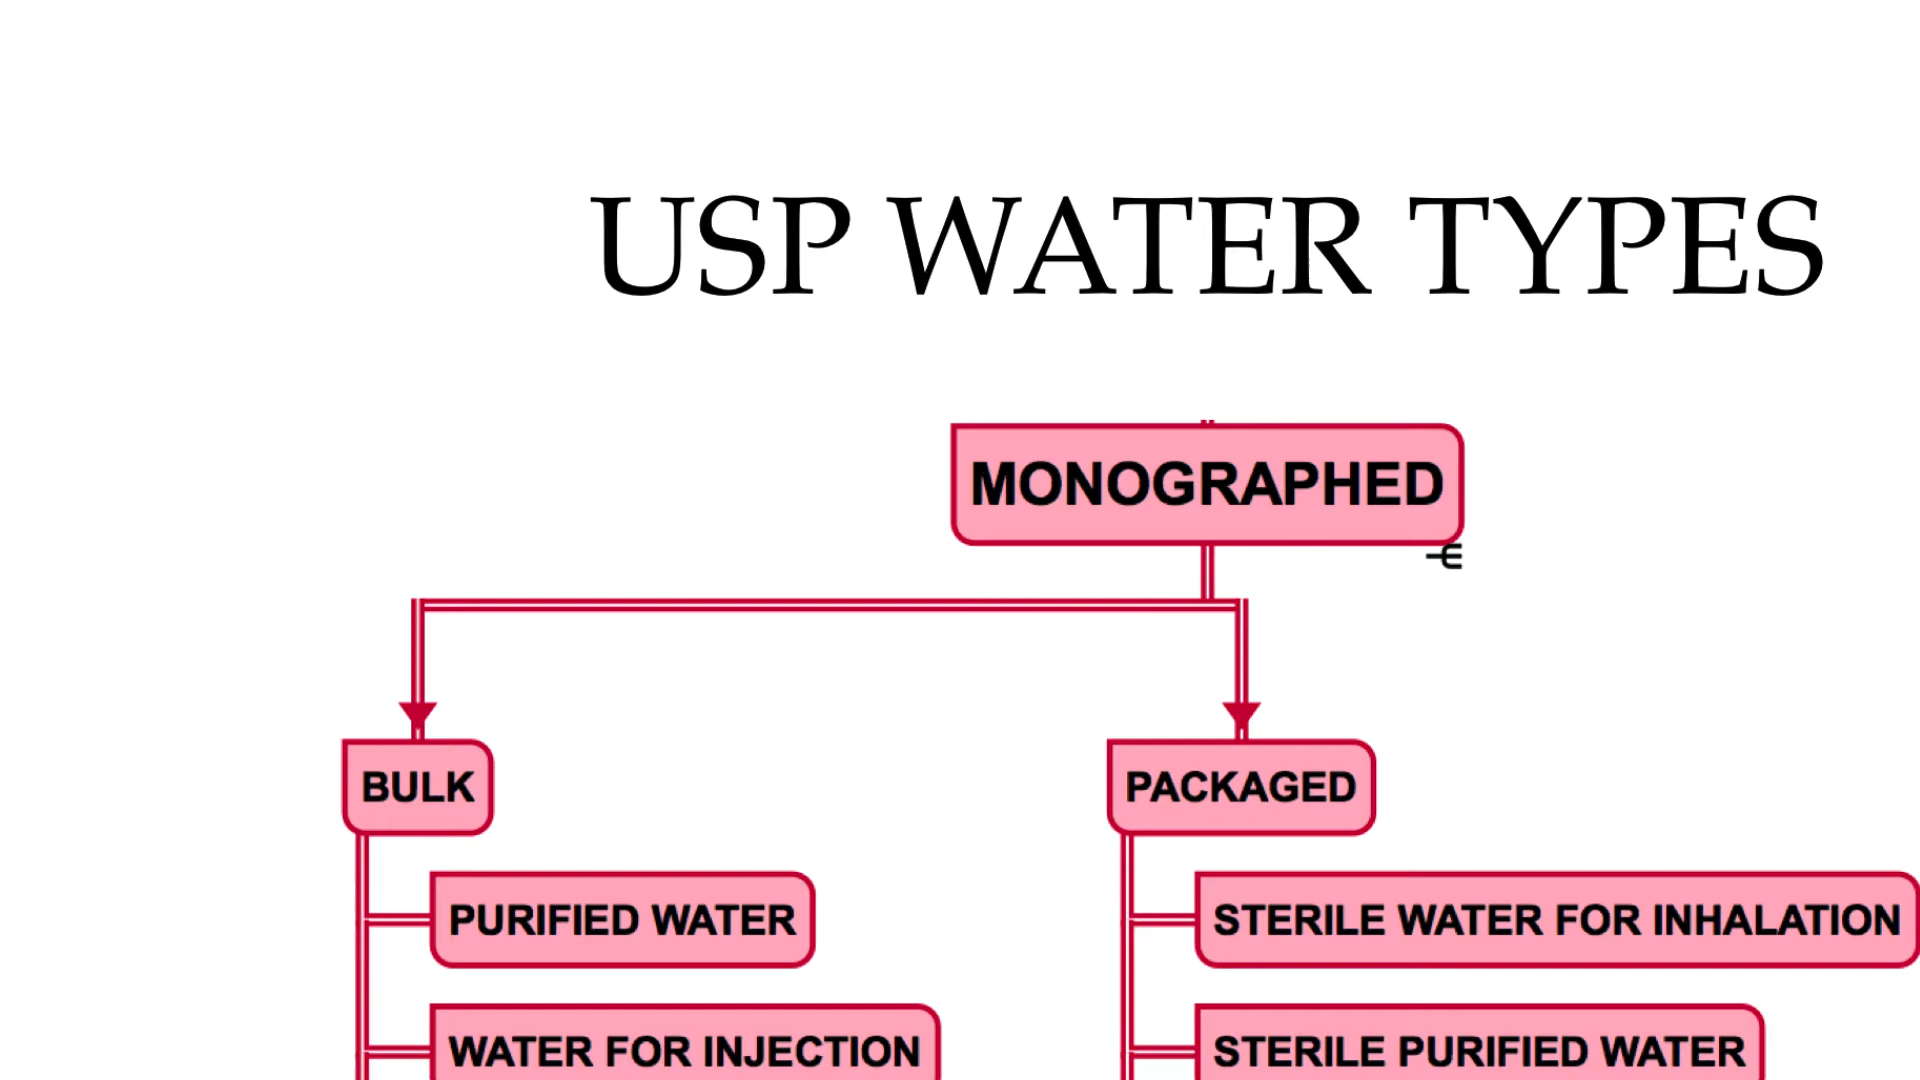 USP WATER TYPES
MONOGRAPHED
BULK
PACKAGED
PURIFIED WATER
STERILE WATER FOR INHALATION
WATER FOR INJECTION
STERILE PURIFIED WATER